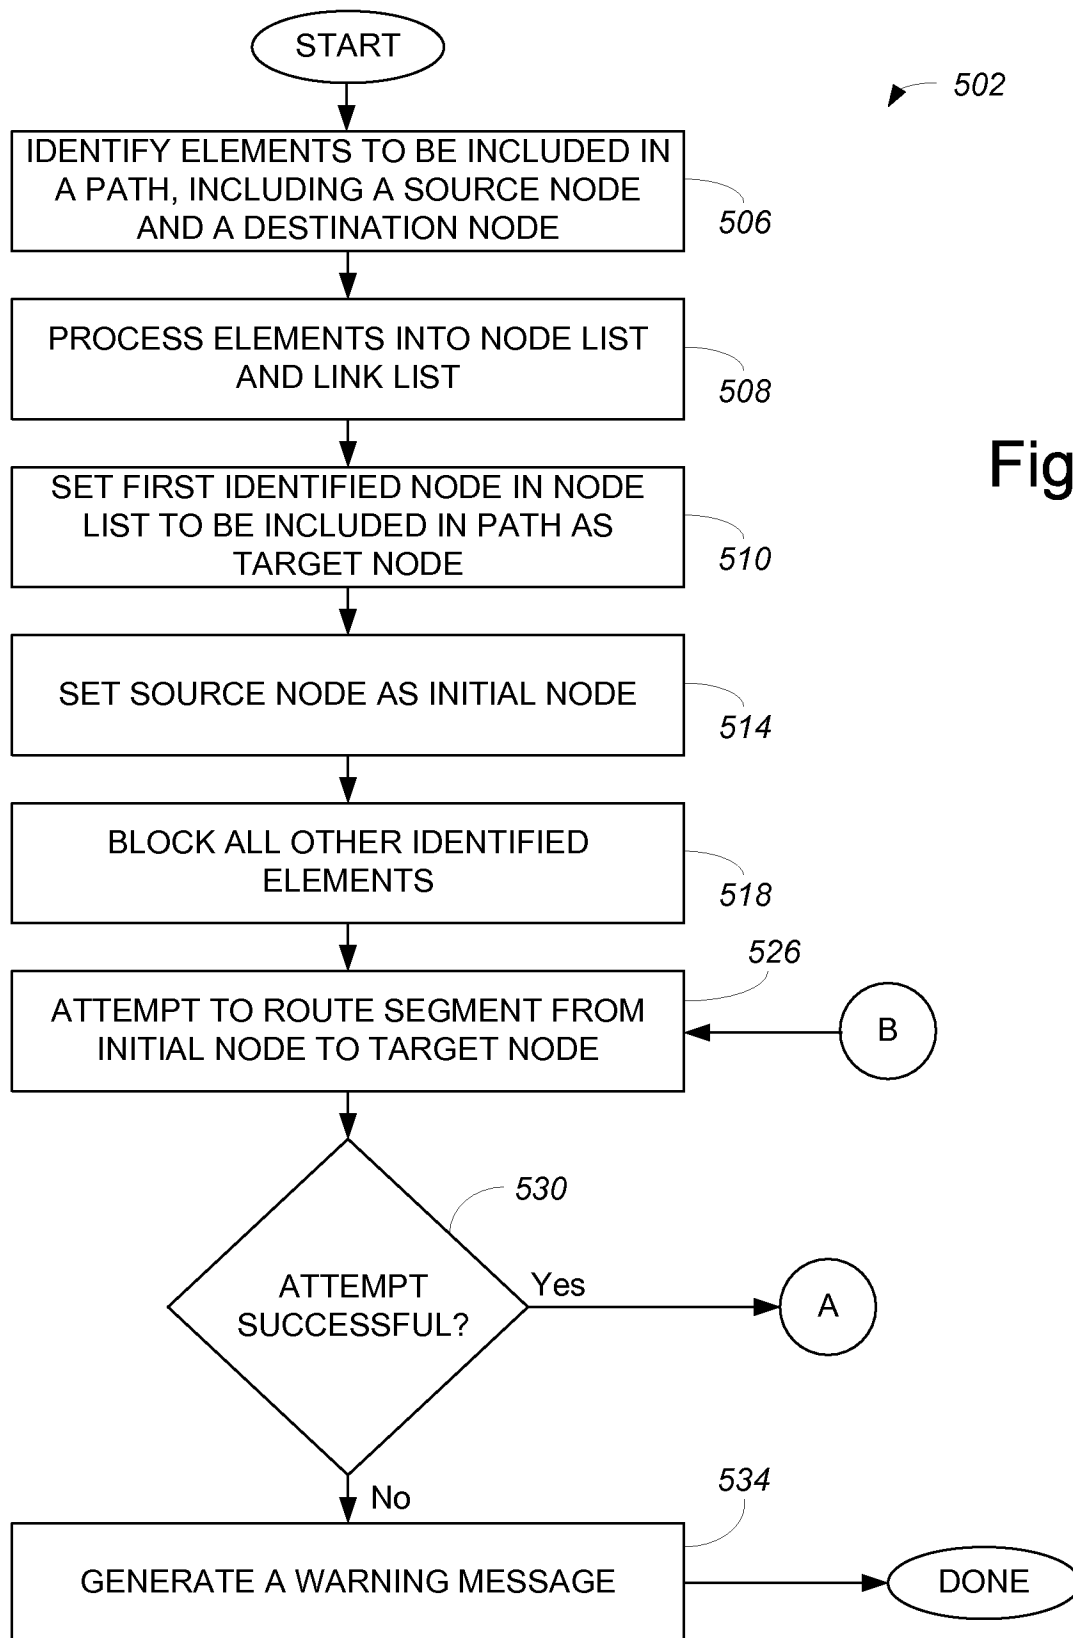 START
502
IDENTIFY ELEMENTS TO BE INCLUDED IN
A PATH, INCLUDING A SOURCE NODE
AND A DESTINATION NODE
506
PROCESS ELEMENTS INTO NODE LIST
AND LINK LIST
508
Fig
SET FIRST IDENTIFIED NODE IN NODE
LIST TO BE INCLUDED IN PATH AS
TARGET NODE
510
SET SOURCE NODE AS INITIAL NODE
514
BLOCK ALL OTHER IDENTIFIED
ELEMENTS
518
526
ATTEMPT TO ROUTE SEGMENT FROM
INITIAL NODE TO TARGET NODE
B
530
ATTEMPT
SUCCESSFUL?
Yes
A
No
534
GENERATE A WARNING MESSAGE
DONE